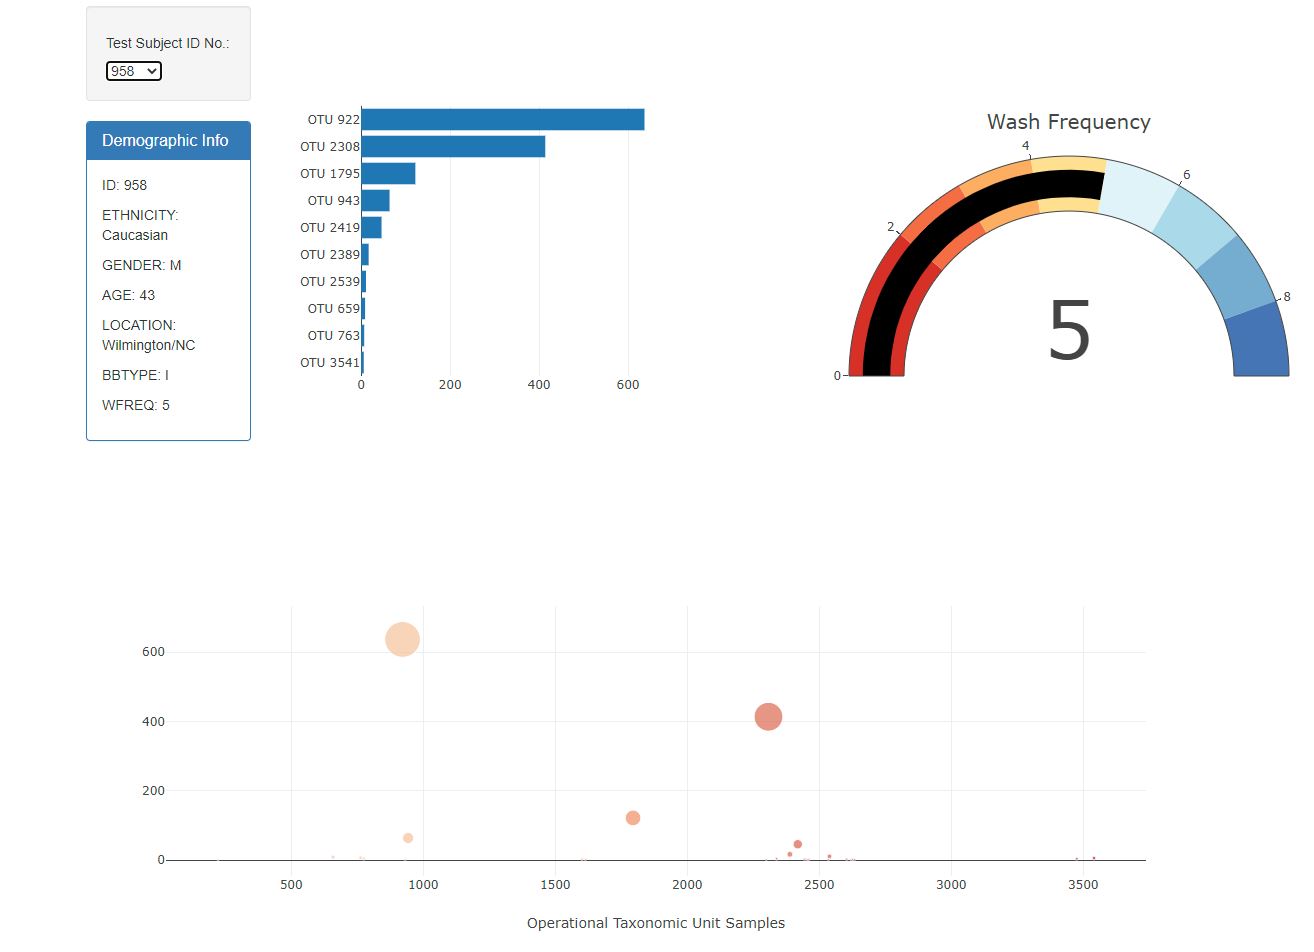 Test Subject ID No.:
958
Demographic Info
ID: 958
ETHNICITY:
Caucasian
GENDER: M
AGE: 43
LOCATION:
Wilmington/NC
BBTYPE: I
WFREQ: 5
OTU 922
OTU 2308
OTU 1795
OTU 943
OTU 2419
OTU 2389
OTU 2539
OTU 659
OTU 763
OTU 3541
0 200 400 600
Wash Frequency
0
2
4
6
8
5
600
400
200
0
500 1000 1500 2000 2500 3000 3500
Operational Taxonomic Unit Samples